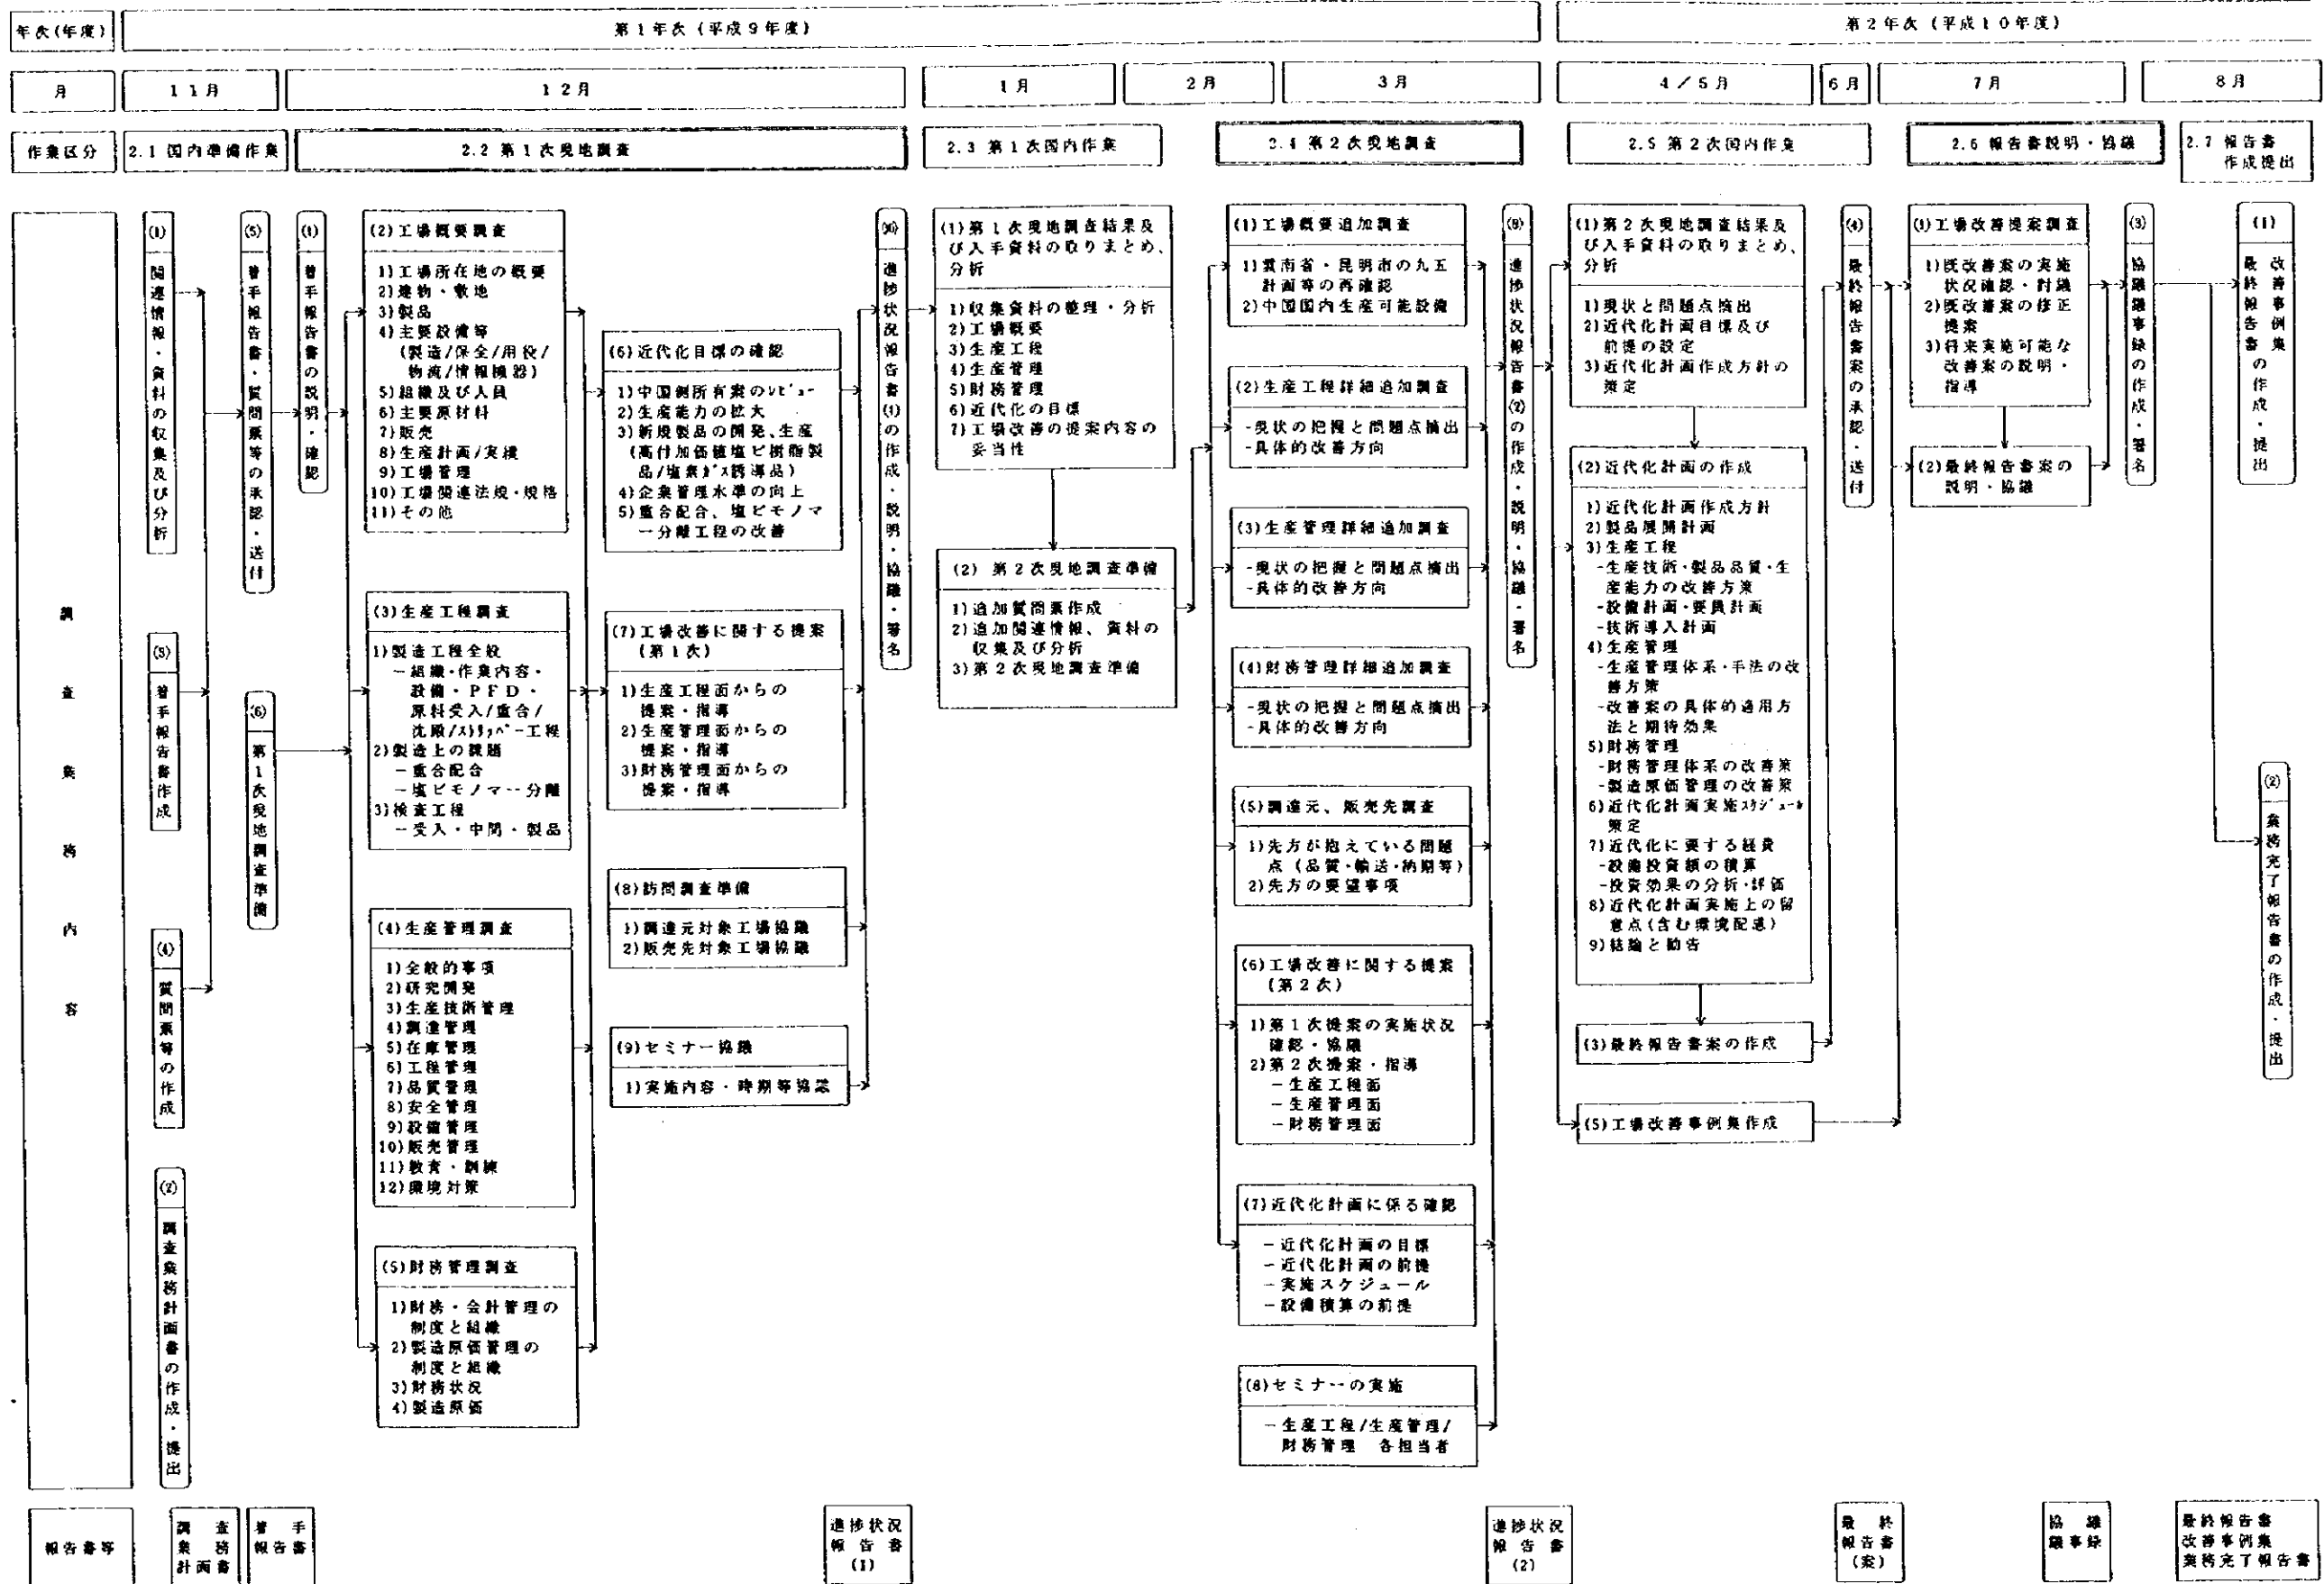 年次(年度)
第1年次 (平成9年度)
第2年次 (平成10年度)
月
11月
12月
1月
2月
3月
4/5月
6月
7月
8月
作業区分
2.1 国内準備作業
2.2 第1次現地調査
2.3 第1次国内作業
2.4 第2次現地調査
2.5 第2次国内作業
2.6 報告書説明・協議
2.7 報告書
作成提出
調査業務内容
(1) 関連情報・資料の収集及び分析
(3) 着手報告書作成
(4) 質問票等の作成
(2) 調査業務計画書の作成・提出
(5) 着手報告書・質問票等の承認・送付
(6) 第1次現地調査準備
(1) 着手報告書の説明・確認
(2)工場概要調査
1)工場所在地の概要
2)建物・敷地
3)製品
4)主要設備等
(製造/保全/用役/
物流/情報機器)
5)組織及び人員
6)主要原材料
7)販売
8)生産計画/実績
9)工場管理
10)工場関連法規・規格
11)その他
(3)生産工程調査
1)製造工程全般
-組織・作業内容・
設備・PFD・
原料受入/重合/
沈殿/ストリッパー工程
2)製造上の課題
-重合配合
-塩ビモノマー分離
3)検査工程
-受入・中間・製品
(4)生産管理調査
1)全般的事項
2)研究開発
3)生産技術管理
4)調達管理
5)在庫管理
6)工程管理
7)品質管理
8)安全管理
9)設備管理
10)販売管理
11)教育・訓練
12)環境対策
(5)財務管理調査
1)財務・会計管理の
制度と組織
2)製造原価管理の
制度と組織
3)財務状況
4)製造原価
(6)近代化目標の確認
1)中国側所有案のレビュー
2)生産能力の拡大
3)新規製品の開発、生産
(高付加価値塩ビ樹脂製
品/塩素ガス誘導品)
4)企業管理水準の向上
5)重合配合、塩ビモノマ
ー分離工程の改善
(7)工場改善に関する提案
(第1次)
1)生産工程面からの
提案・指導
2)生産管理面からの
提案・指導
3)財務管理面からの
提案・指導
(8)訪問調査準備
1)調達元対象工場協議
2)販売先対象工場協議
(9)セミナー協議
1)実施内容・時期等協議
(10) 進捗状況報告書(1)の作成・説明・協議・署名
(1)第1次現地調査結果及
び入手資料の取りまとめ、
分析
1)収集資料の整理・分析
2)工場概要
3)生産工程
4)生産管理
5)財務管理
6)近代化の目標
7)工場改善の提案内容の
妥当性
(2) 第2次現地調査準備
1)追加質問票作成
2)追加関連情報、資料の
収集及び分析
3)第2次現地調査準備
(1)工場概要追加調査
1)雲南省・昆明市の九五
計画等の再確認
2)中国国内生産可能設備
(2)生産工程詳細追加調査
-現状の把握と問題点摘出
-具体的改善方向
(3)生産管理詳細追加調査
-現状の把握と問題点摘出
-具体的改善方向
(4)財務管理詳細追加調査
-現状の把握と問題点摘出
-具体的改善方向
(5)調達元、販売先調査
1)先方が抱えている問題
点(品質・輸送・納期等)
2)先方の要望事項
(6)工場改善に関する提案
(第2次)
1)第1次提案の実施状況
確認・協議
2)第2次提案・指導
-生産工程面
-生産管理面
-財務管理面
(7)近代化計画に係る確認
-近代化計画の目標
-近代化計画の前提
-実施スケジュール
-設備積算の前提
(8)セミナーの実施
-生産工程/生産管理/
財務管理 各担当者
(9) 進捗状況報告書(2)の作成・説明・協議・署名
(1)第2次現地調査結果及
び入手資料の取りまとめ、
分析
1)現状と問題点摘出
2)近代化計画目標及び
前提の設定
3)近代化計画作成方針の
策定
(2)近代化計画の作成
1)近代化計画作成方針
2)製品展開計画
3)生産工程
-生産技術・製品品質・生
産能力の改善方策
-設備計画・要員計画
-技術導入計画
4)生産管理
-生産管理体系・手法の改
善方策
-改善案の具体的適用方
法と期待効果
5)財務管理
-財務管理体系の改善策
-製造原価管理の改善策
6)近代化計画実施スケジュール
策定
7)近代化に要する経費
-設備投資額の積算
-投資効果の分析・評価
8)近代化計画実施上の留
意点(含む環境配慮)
9)結論と勧告
(3)最終報告書案の作成
(5)工場改善事例集作成
(4) 最終報告書案の承認・送付
(1)工場改善提案調査
1)既改善案の実施
状況確認・討議
2)既改善案の修正
提案
3)将来実施可能な
改善案の説明・
指導
(2)最終報告書案の
説明・協議
(3) 協議議事録の作成・署名
(1) 最終報告書
改善事例集の作成・提出
(2) 業務完了報告書の作成・提出
報告書等
調査
業務
計画書
着手
報告書
進捗状況
報告書
(1)
進捗状況
報告書
(2)
最終
報告書
(案)
協議
議事録
最終報告書
改善事例集
業務完了報告書